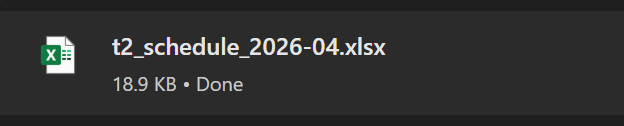 t2_schedule_2026-04.xlsx
18.9 KB • Done